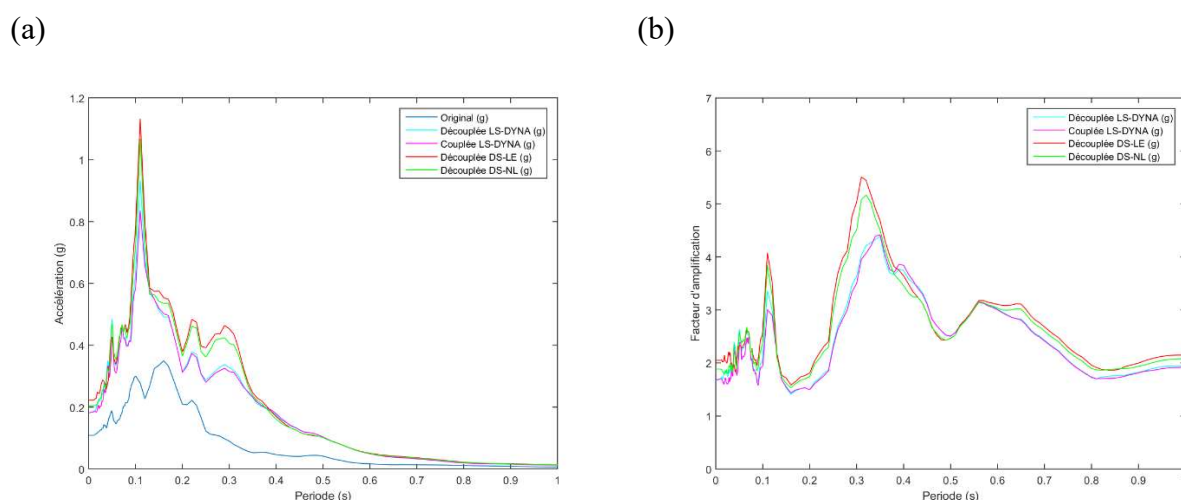 (a)
(b)
1.2
1
0.8
0.6
0.4
0.2
0
Accélération (g)
0 0.1 0.2 0.3 0.4 0.5 0.6 0.7 0.8 0.9 1
Periode (s)
Original (g)
Découplée LS-DYNA (g)
Couplée LS-DYNA (g)
Découplée DS-LE (g)
Découplée DS-NL (g)
7
6
5
4
3
2
1
0
Facteur d'amplification
0 0.1 0.2 0.3 0.4 0.5 0.6 0.7 0.8 0.9 1
Periode (s)
Découplée LS-DYNA (g)
Couplée LS-DYNA (g)
Découplée DS-LE (g)
Découplée DS-NL (g)